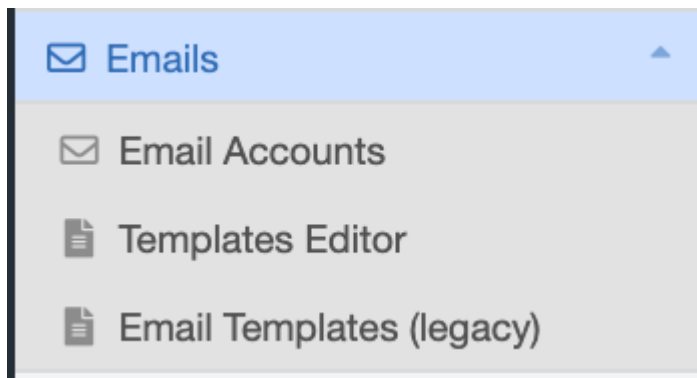 Emails
Email Accounts
Templates Editor
Email Templates (legacy)